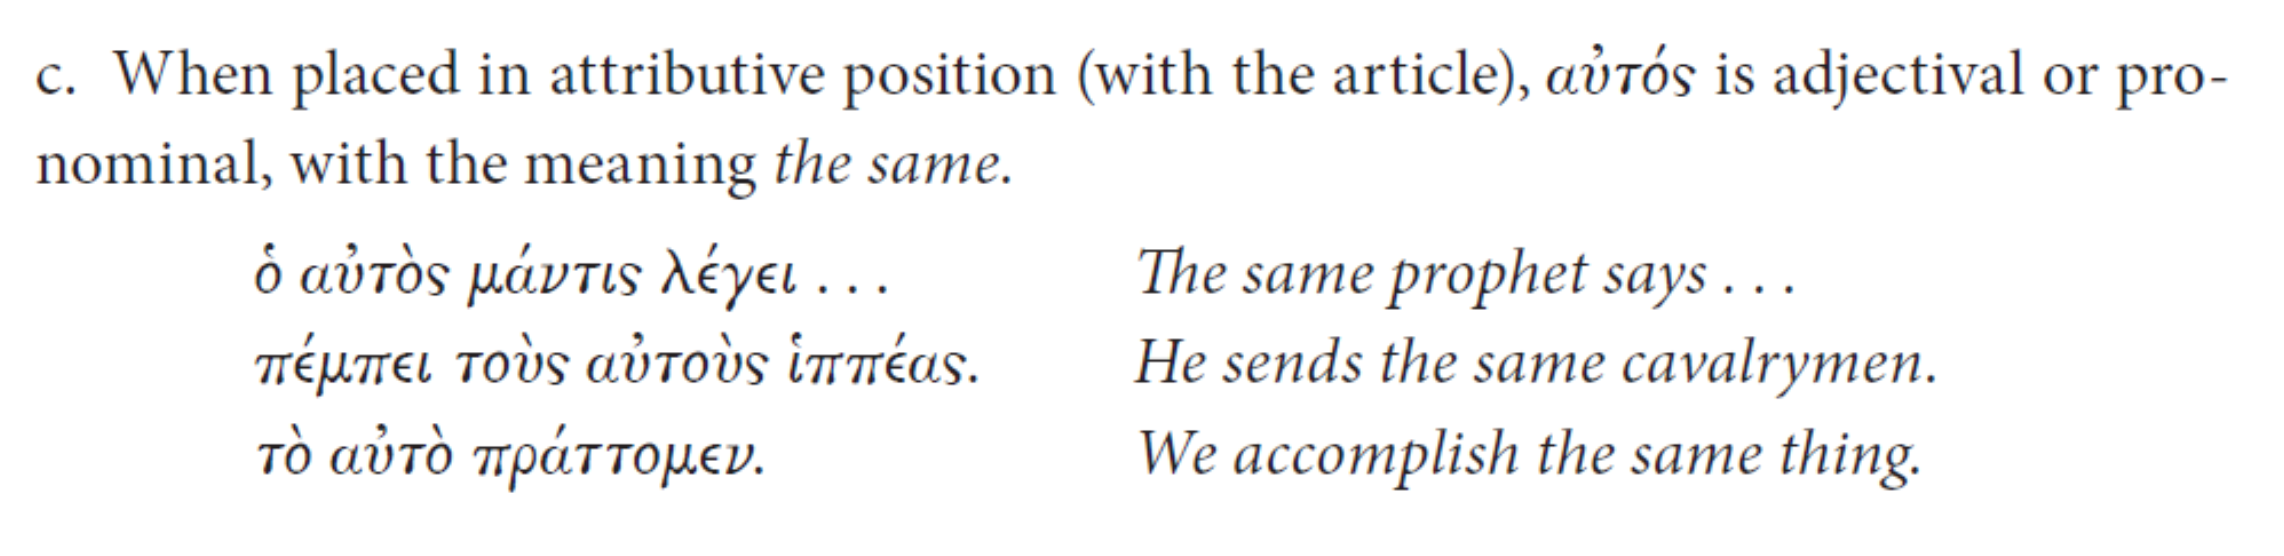 c. When placed in attributive position (with the article), αὐτός is adjectival or pro-
nominal, with the meaning the same.
ὁ αὐτὸς μάντις λέγει . . . The same prophet says . . .
πέμπει τοὺς αὐτοὺς ἱππέας. He sends the same cavalrymen.
τὸ αὐτὸ πράττομεν. We accomplish the same thing.